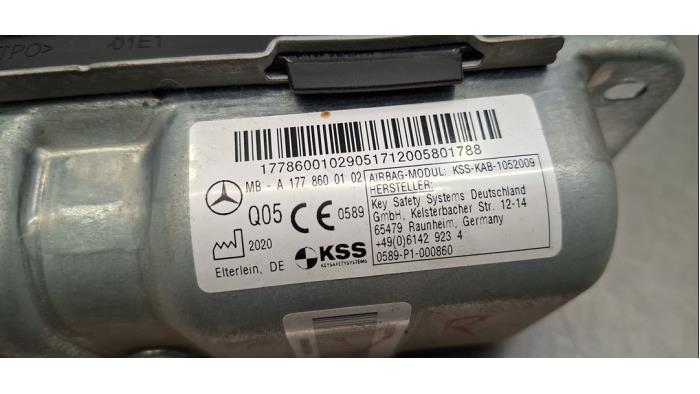 TPO> -01E1
17786001029051712005801788
MB - A 177 860 01 02
Q05 CE 0589
2020
Elterlein, DE
KSS
KEYSAFETYSYSTEMS
AIRBAG-MODUL: KSS-KAB-1052009
HERSTELLER:
Key Safety Systems Deutschland
GmbH, Kelsterbacher Str. 12-14
65479 Raunheim, Germany
+49(0)6142 923 4
0589-P1-000860